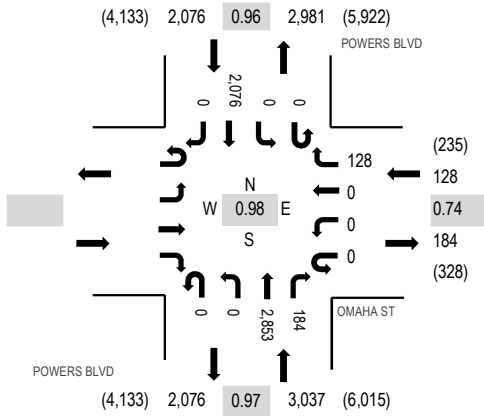 (4,133) 2,076 0.96 2,981 (5,922)
POWERS BLVD
0 2,076 0 0
(235)
128 128
0
N
W 0.98 E 0.74
S
0
184
0
(328)
0 0 2,853 184
OMAHA ST
POWERS BLVD
(4,133) 2,076 0.97 3,037 (6,015)